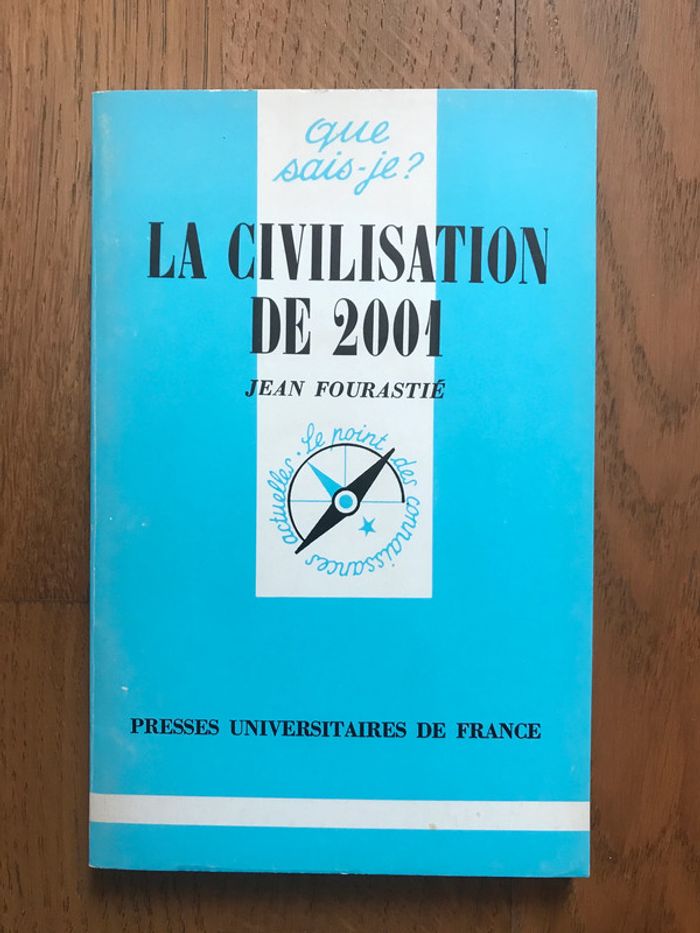 que
sais-je?
LA CIVILISATION
DE 2001
JEAN FOURASTIÉ
Le point des connaissances actuelles.
PRESSES UNIVERSITAIRES DE FRANCE